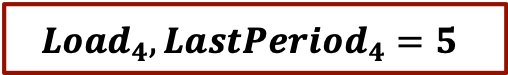 Load₄, LastPeriod₄ = 5